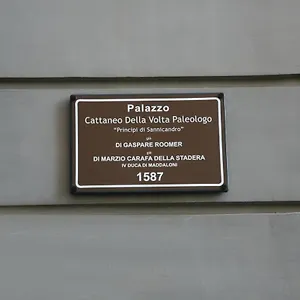 Palazzo
Cattaneo Della Volta Paleologo
"Principi di Sannicandro"
già
DI GASPARE ROOMER
già
DI MARZIO CARAFA DELLA STADERA
IV DUCA DI MADDALONI
1587